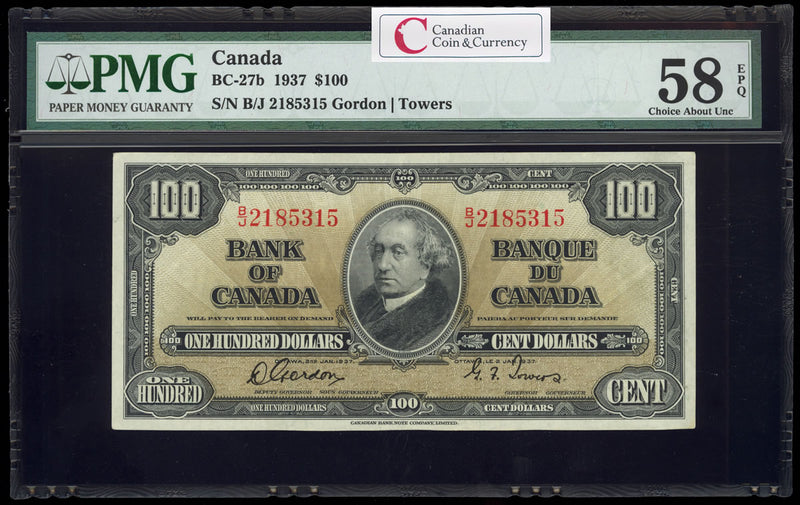 Canadian
Coin & Currency
PMG
PAPER MONEY GUARANTY
Canada
BC-27b 1937 $100
S/N B/J 2185315 Gordon | Towers
58 EPQ
Choice About Unc
ONE HUNDRED
100
CENT
100 100 100 100
100 100 100 100
100
100
B/J 2185315
B/J 2185315
BANK
OF
CANADA
BANQUE
DU
CANADA
ONE HUNDRED
CENT
WILL PAY TO THE BEARER ON DEMAND
PAIERA AU PORTEUR SUR DEMANDE
100
ONE HUNDRED DOLLARS
CENT DOLLARS
100
OTTAWA, 2ND JAN. 1937.
OTTAWA, LE 2 JAN. 1937.
D Gordon
G. F. Towers.
DEPUTY GOVERNOR SOUS GOUVERNEUR
GOVERNOR GOUVERNEUR
ONE
HUNDRED
CENT
ONE HUNDRED DOLLARS
100
CENT DOLLARS
CANADIAN BANK NOTE COMPANY, LIMITED.